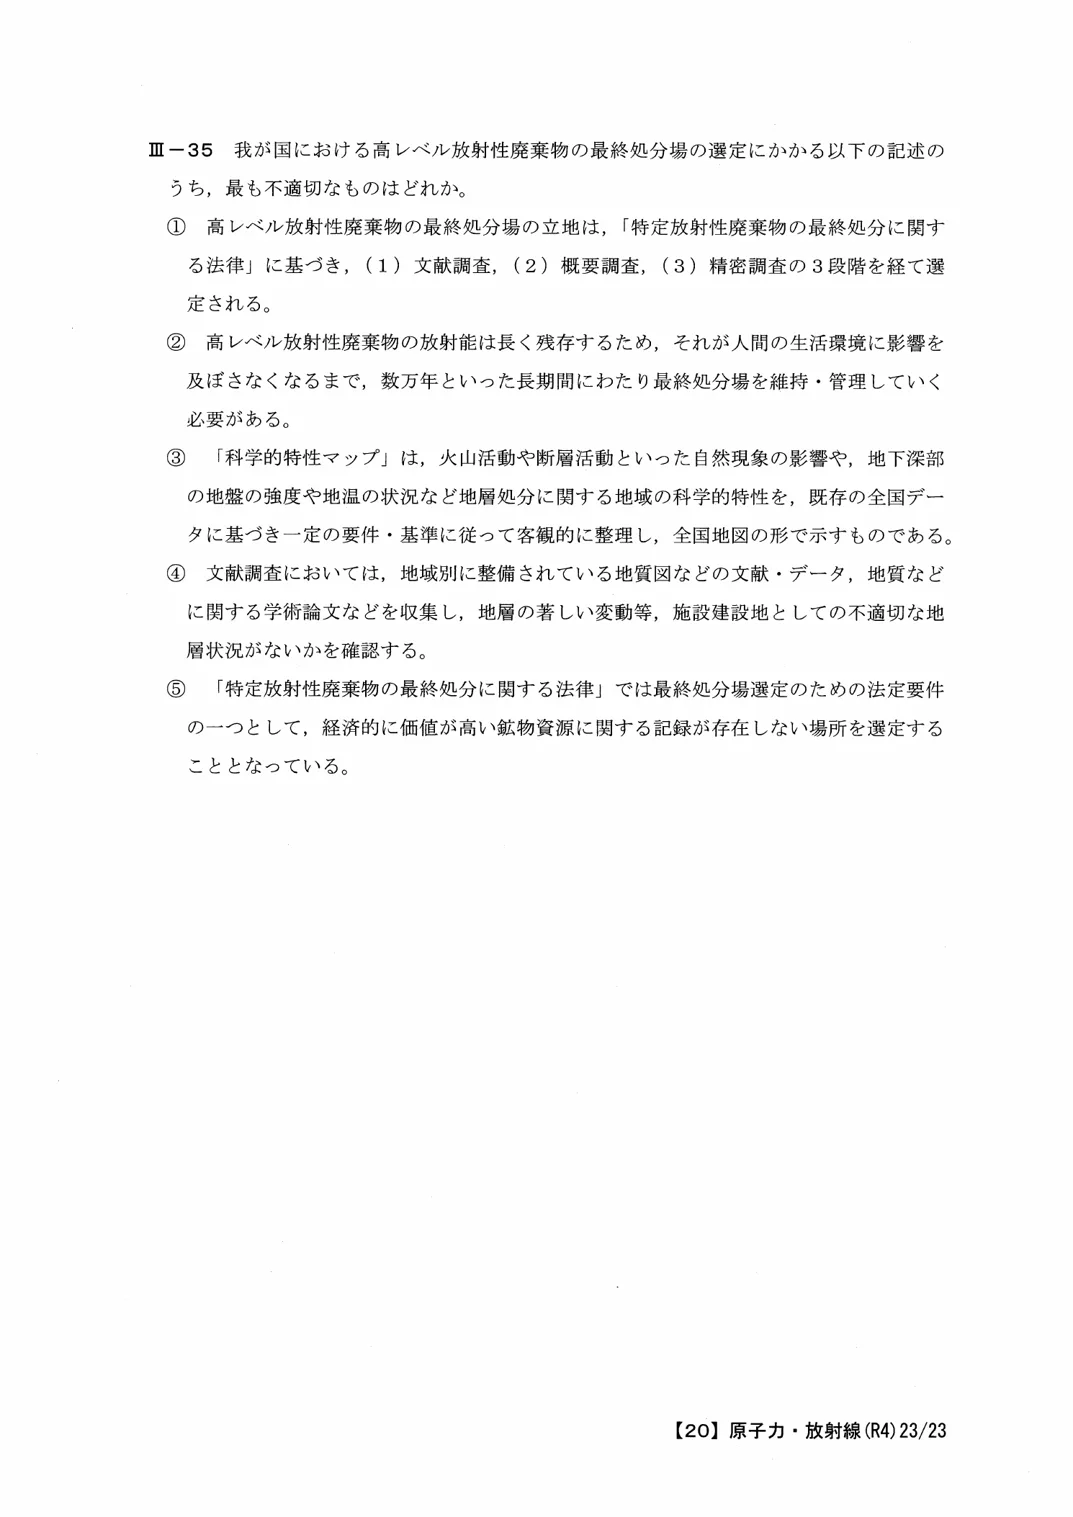 Ⅲ－35　我が国における高レベル放射性廃棄物の最終処分場の選定にかかる以下の記述の
うち，最も不適切なものはどれか。
①　高レベル放射性廃棄物の最終処分場の立地は，「特定放射性廃棄物の最終処分に関す
る法律」に基づき，（１）文献調査，（２）概要調査，（３）精密調査の３段階を経て選
定される。
②　高レベル放射性廃棄物の放射能は長く残存するため，それが人間の生活環境に影響を
及ぼさなくなるまで，数万年といった長期間にわたり最終処分場を維持・管理していく
必要がある。
③　「科学的特性マップ」は，火山活動や断層活動といった自然現象の影響や，地下深部
の地盤の強度や地温の状況など地層処分に関する地域の科学的特性を，既存の全国デー
タに基づき一定の要件・基準に従って客観的に整理し，全国地図の形で示すものである。
④　文献調査においては，地域別に整備されている地質図などの文献・データ，地質など
に関する学術論文などを収集し，地層の著しい変動等，施設建設地としての不適切な地
層状況がないかを確認する。
⑤　「特定放射性廃棄物の最終処分に関する法律」では最終処分場選定のための法定要件
の一つとして，経済的に価値が高い鉱物資源に関する記録が存在しない場所を選定する
こととなっている。
【20】原子力・放射線(R4)23/23